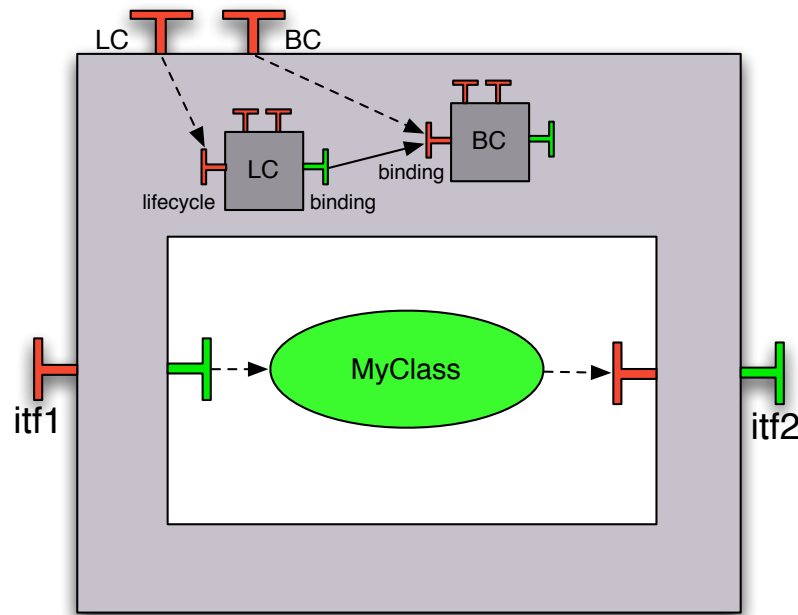 LC
BC
LC
BC
lifecycle
binding
binding
MyClass
itf1
itf2